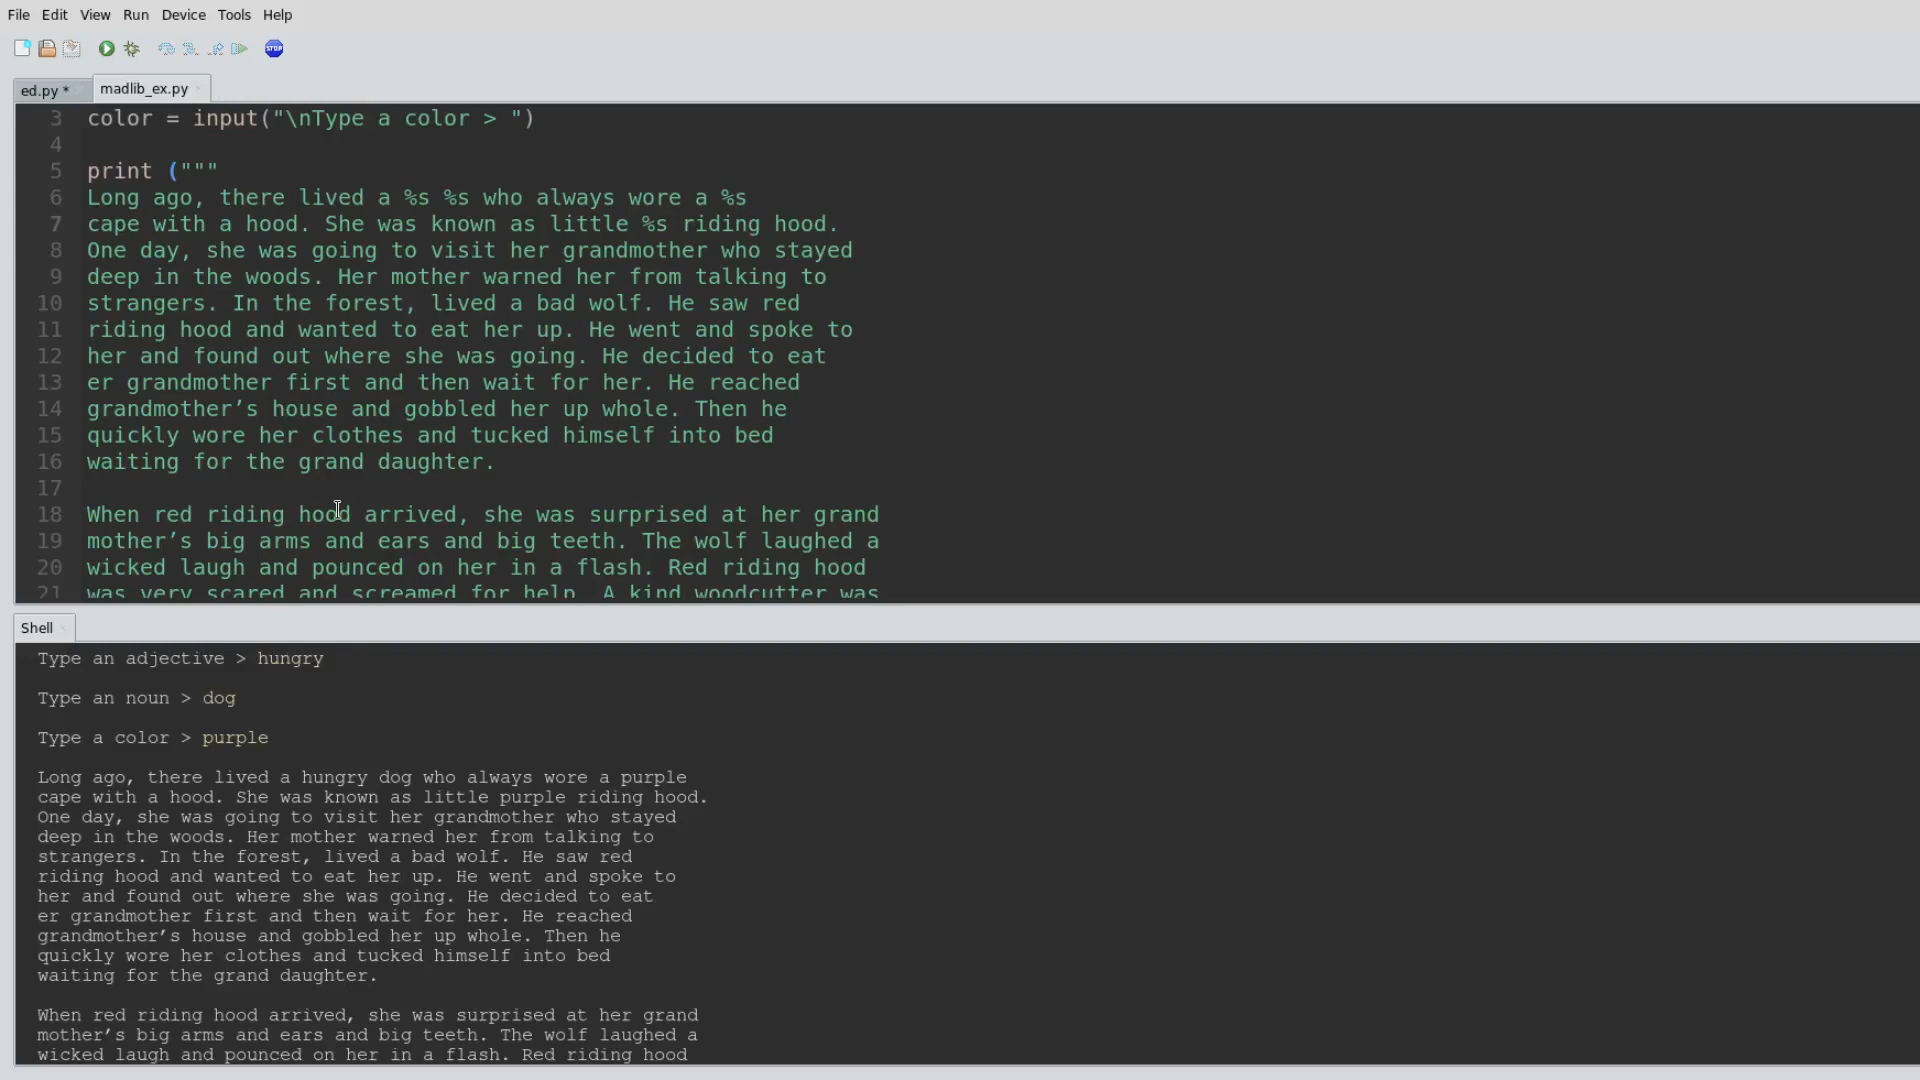 File Edit View Run Device Tools Help
STOP
ed.py * madlib_ex.py
3 color = input("\nType a color > ")
4
5 print ("""
6 Long ago, there lived a %s %s who always wore a %s
7 cape with a hood. She was known as little %s riding hood.
8 One day, she was going to visit her grandmother who stayed
9 deep in the woods. Her mother warned her from talking to
10 strangers. In the forest, lived a bad wolf. He saw red
11 riding hood and wanted to eat her up. He went and spoke to
12 her and found out where she was going. He decided to eat
13 er grandmother first and then wait for her. He reached
14 grandmother’s house and gobbled her up whole. Then he
15 quickly wore her clothes and tucked himself into bed
16 waiting for the grand daughter.
17
18 When red riding hood arrived, she was surprised at her grand
19 mother’s big arms and ears and big teeth. The wolf laughed a
20 wicked laugh and pounced on her in a flash. Red riding hood
21 was very scared and screamed for help. A kind woodcutter was
Shell
Type an adjective > hungry
Type an noun > dog
Type a color > purple
Long ago, there lived a hungry dog who always wore a purple
cape with a hood. She was known as little purple riding hood.
One day, she was going to visit her grandmother who stayed
deep in the woods. Her mother warned her from talking to
strangers. In the forest, lived a bad wolf. He saw red
riding hood and wanted to eat her up. He went and spoke to
her and found out where she was going. He decided to eat
er grandmother first and then wait for her. He reached
grandmother’s house and gobbled her up whole. Then he
quickly wore her clothes and tucked himself into bed
waiting for the grand daughter.
When red riding hood arrived, she was surprised at her grand
mother’s big arms and ears and big teeth. The wolf laughed a
wicked laugh and pounced on her in a flash. Red riding hood